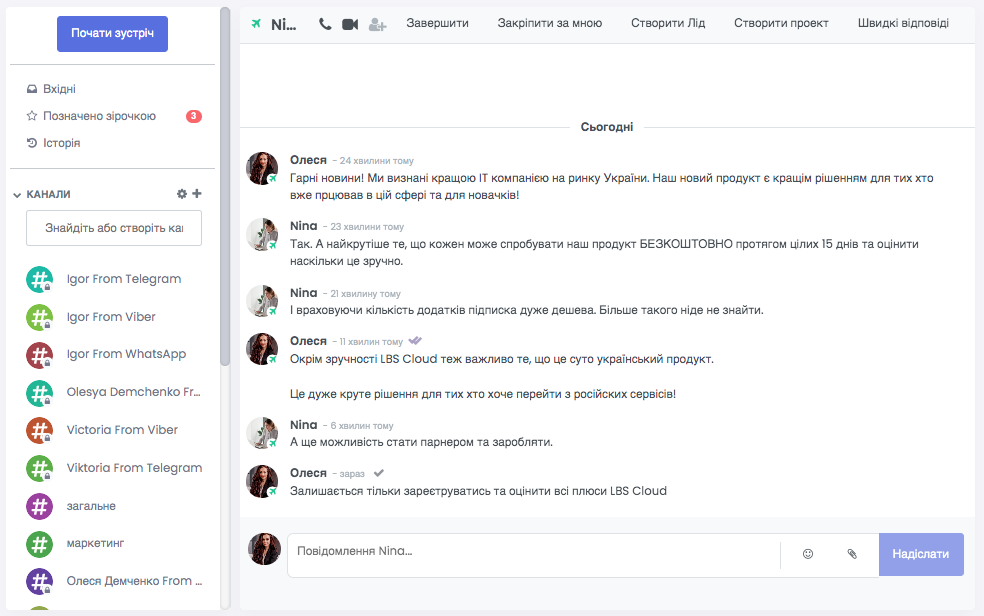 Почати зустріч
Вхідні
Позначено зірочкою
3
Історія
КАНАЛИ
Знайдіть або створіть кан
Igor From Telegram
Igor From Viber
Igor From WhatsApp
Olesya Demchenko Fr...
Victoria From Viber
Viktoria From Telegram
загальне
маркетинг
Олеся Демченко From ...
Ni...
Завершити
Закріпити за мною
Створити Лід
Створити проект
Швидкі відповіді
Сьогодні
Олеся - 24 хвилини тому
Гарні новини! Ми визнані кращою ІТ компанією на ринку України. Наш новий продукт є кращім рішенням для тих хто
вже прцював в цій сфері та для новачків!
Nina - 23 хвилини тому
Так. А найкрутіше те, що кожен може спробувати наш продукт БЕЗКОШТОВНО протягом цілих 15 днів та оцінити
наскільки це зручно.
Nina - 21 хвилину тому
І враховуючи кількість додатків підписка дуже дешева. Більше такого ніде не знайти.
Олеся - 11 хвилин тому
Окрім зручності LBS Cloud теж важливо те, що це суто український продукт.
Це дуже круте рішення для тих хто хоче перейти з російских сервісів!
Nina - 6 хвилин тому
А ще можливість стати парнером та заробляти.
Олеся - зараз
Залишається тільки зареєструватись та оцінити всі плюси LBS Cloud
Повідомлення Nina...
Надіслати